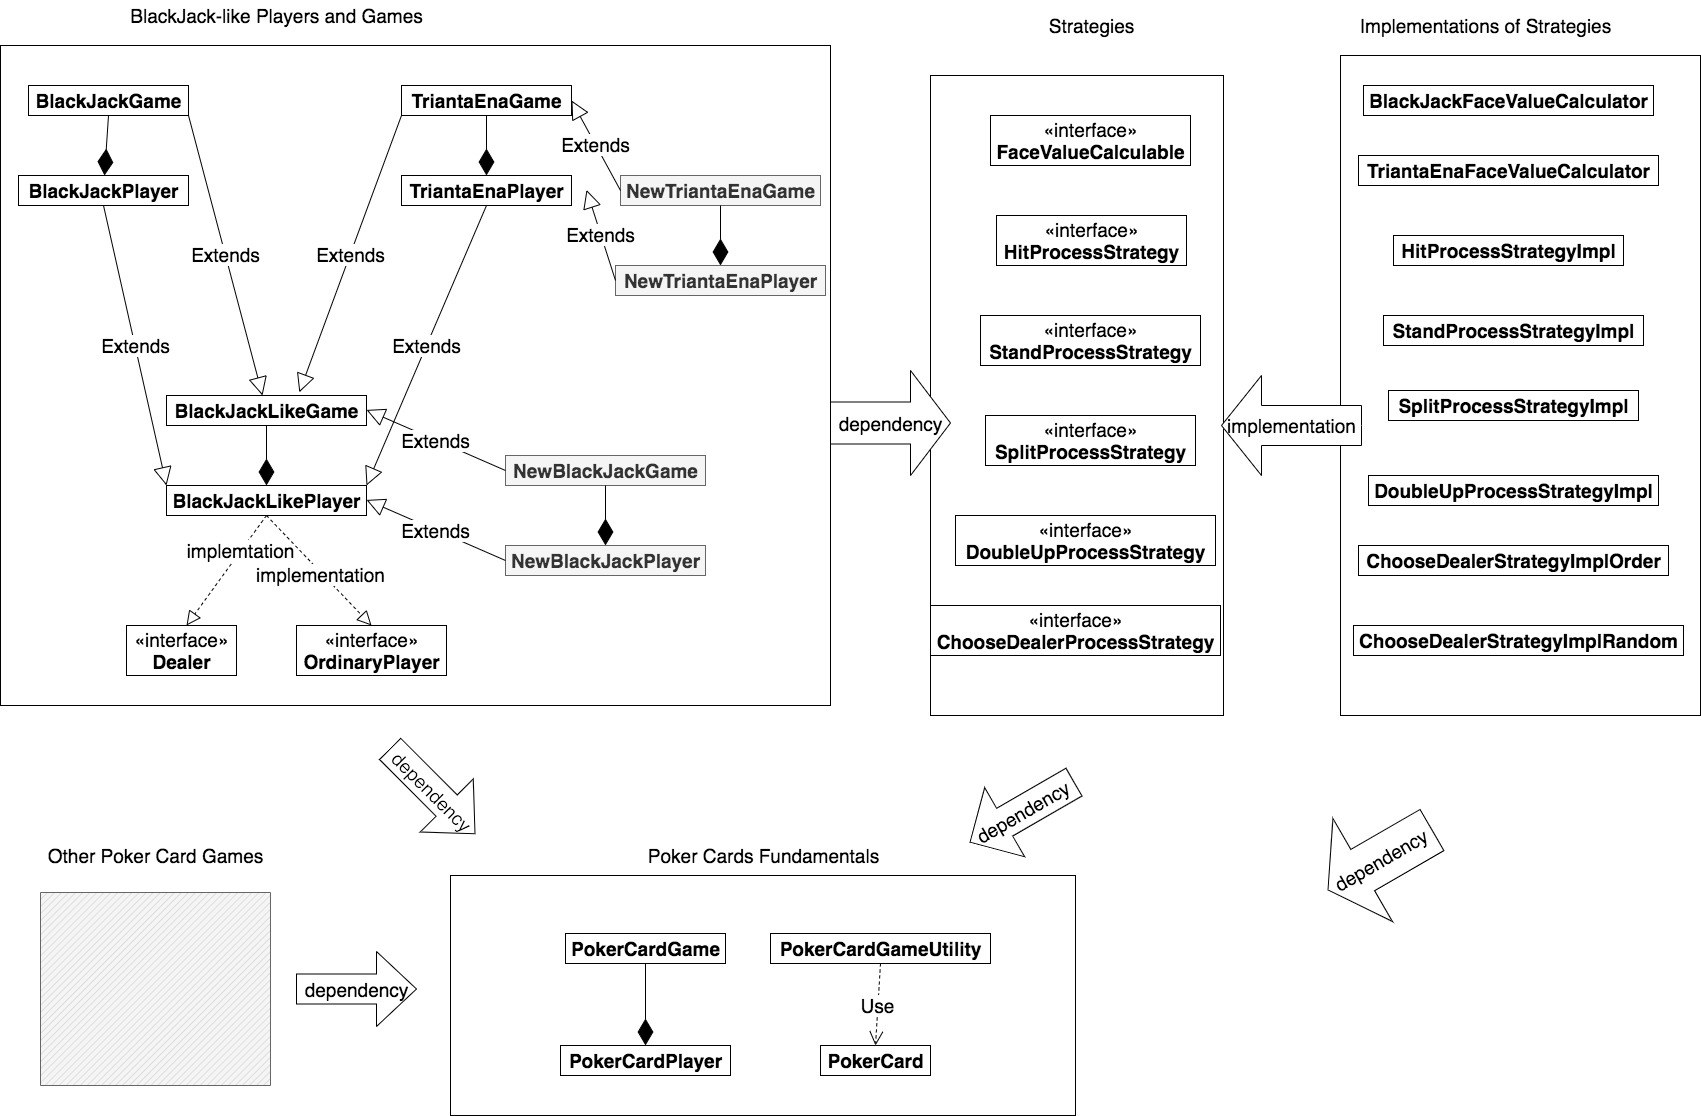 BlackJack-like Players and Games
Strategies
Implementations of Strategies
BlackJackGame
TriantaEnaGame
Extends
BlackJackPlayer
TriantaEnaPlayer
NewTriantaEnaGame
Extends
Extends
Extends
NewTriantaEnaPlayer
Extends
Extends
BlackJackLikeGame
Extends
NewBlackJackGame
BlackJackLikePlayer
Extends
NewBlackJackPlayer
implemtation
implementation
«interface»
Dealer
«interface»
OrdinaryPlayer
dependency
«interface»
FaceValueCalculable
«interface»
HitProcessStrategy
«interface»
StandProcessStrategy
«interface»
SplitProcessStrategy
«interface»
DoubleUpProcessStrategy
«interface»
ChooseDealerProcessStrategy
implementation
BlackJackFaceValueCalculator
TriantaEnaFaceValueCalculator
HitProcessStrategyImpl
StandProcessStrategyImpl
SplitProcessStrategyImpl
DoubleUpProcessStrategyImpl
ChooseDealerStrategyImplOrder
ChooseDealerStrategyImplRandom
dependency
dependency
dependency
Other Poker Card Games
Poker Cards Fundamentals
dependency
PokerCardGame
PokerCardGameUtility
Use
PokerCardPlayer
PokerCard